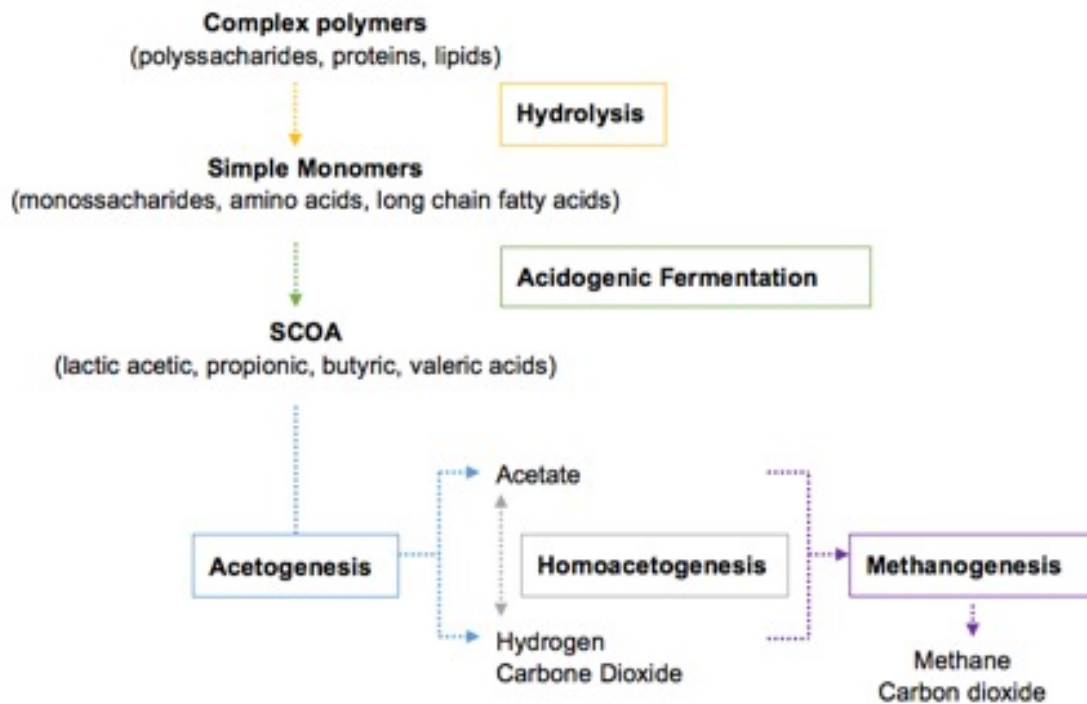 Complex polymers
(polyssacharides, proteins, lipids)
Hydrolysis
Simple Monomers
(monossacharides, amino acids, long chain fatty acids)
Acidogenic Fermentation
SCOA
(lactic acetic, propionic, butyric, valeric acids)
Acetate
Acetogenesis
Homoacetogenesis
Methanogenesis
Hydrogen
Carbone Dioxide
Methane
Carbon dioxide